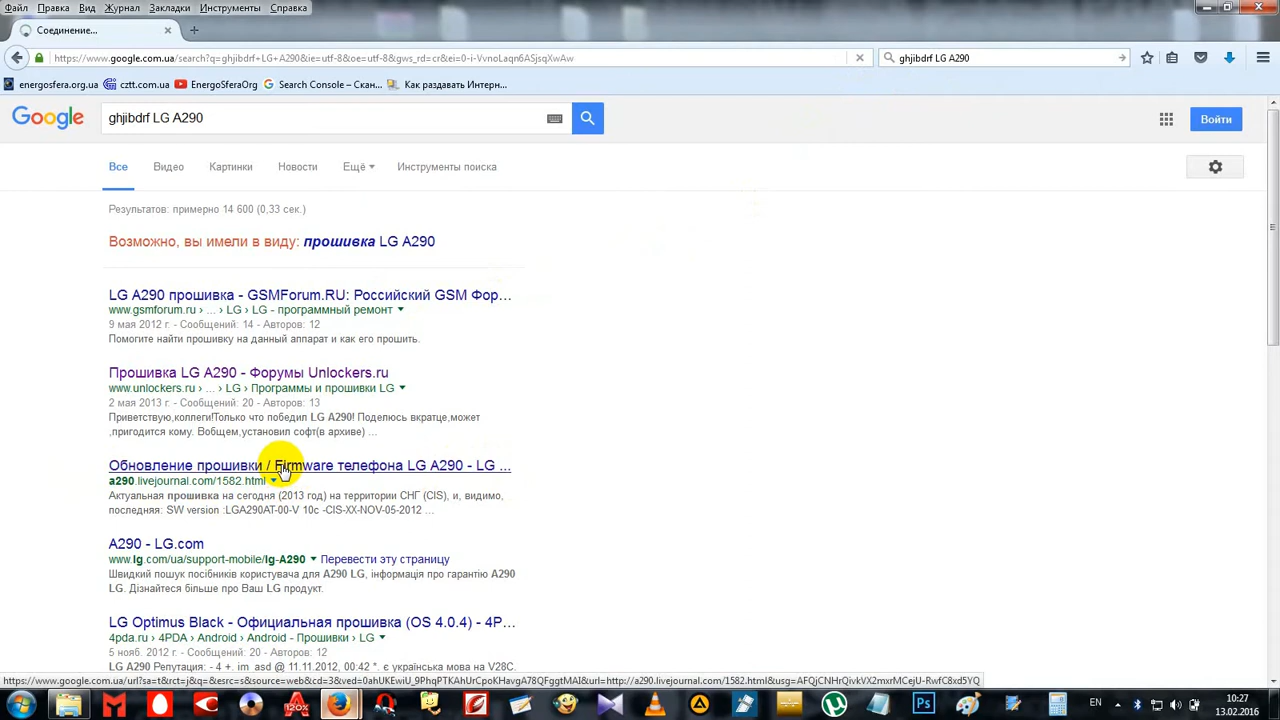 Файл Правка Вид Журнал Закладки Инструменты Справка
Соединение...
https://www.google.com.ua/search?q=ghjibdrf+LG+A290&ie=utf-8&oe=utf-8&gws_rd=cr&ei=0-i-VvnoLaqn6ASjsqXwAw
ghjibdrf LG A290
energosfera.org.ua cztt.com.ua EnergoSferaOrg Search Console – Скан... Как раздавать Интерн...
Google ghjibdrf LG A290 Войти
Все Видео Картинки Новости Ещё Инструменты поиска
Результатов: примерно 14 600 (0,33 сек.)
Возможно, вы имели в виду: прошивка LG A290
LG A290 прошивка - GSMForum.RU: Российский GSM Фор...
www.gsmforum.ru › ... › LG › LG - программный ремонт
9 мая 2012 г. - Сообщений: 14 - Авторов: 12
Помогите найти прошивку на данный аппарат и как его прошить.
Прошивка LG A290 - Форумы Unlockers.ru
www.unlockers.ru › ... › LG › Программы и прошивки LG
2 мая 2013 г. - Сообщений: 20 - Авторов: 13
Приветствую,коллеги!Только что победил LG A290! Поделюсь вкратце,может
,пригодится кому. Вобщем,установил софт(в архиве) ...
Обновление прошивки / Firmware телефона LG A290 - LG ...
a290.livejournal.com/1582.html
Актуальная прошивка на сегодня (2013 год) на территории СНГ (CIS), и, видимо,
последняя: SW version :LGA290AT-00-V 10c -CIS-XX-NOV-05-2012 ...
A290 - LG.com
www.lg.com/ua/support-mobile/lg-A290 Перевести эту страницу
Швидкий пошук посібників користувача для A290 LG, інформація про гарантію A290
LG. Дізнайтеся більше про Ваш LG продукт.
LG Optimus Black - Официальная прошивка (OS 4.0.4) - 4P...
4pda.ru › 4PDA › Android › Android - Прошивки › LG
5 нояб. 2012 г. - Сообщений: 20 - Авторов: 12
LG A290 Репутация: - 4 +. im_asd @ 11.11.2012, 00:42 *. є українська мова на V28C.
EN 10:27
13.02.2016